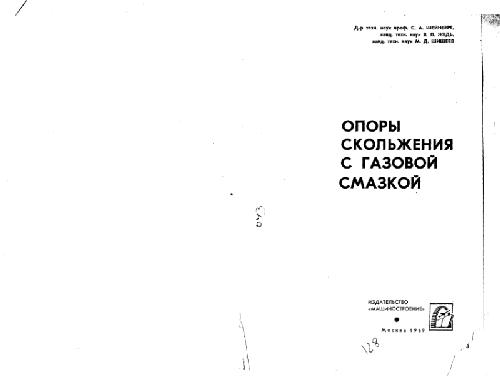 Д-р техн. наук проф. С. А. ШЕЙНБЕРГ,
канд. техн. наук В. П. ЖЕДЬ,
канд. техн. наук М. Д. ШИШЕЕВ
ОПОРЫ
СКОЛЬЖЕНИЯ
С ГАЗОВОЙ
СМАЗКОЙ
ИЗДАТЕЛЬСТВО
«МАШИНОСТРОЕНИЕ»
Москва 1969
128